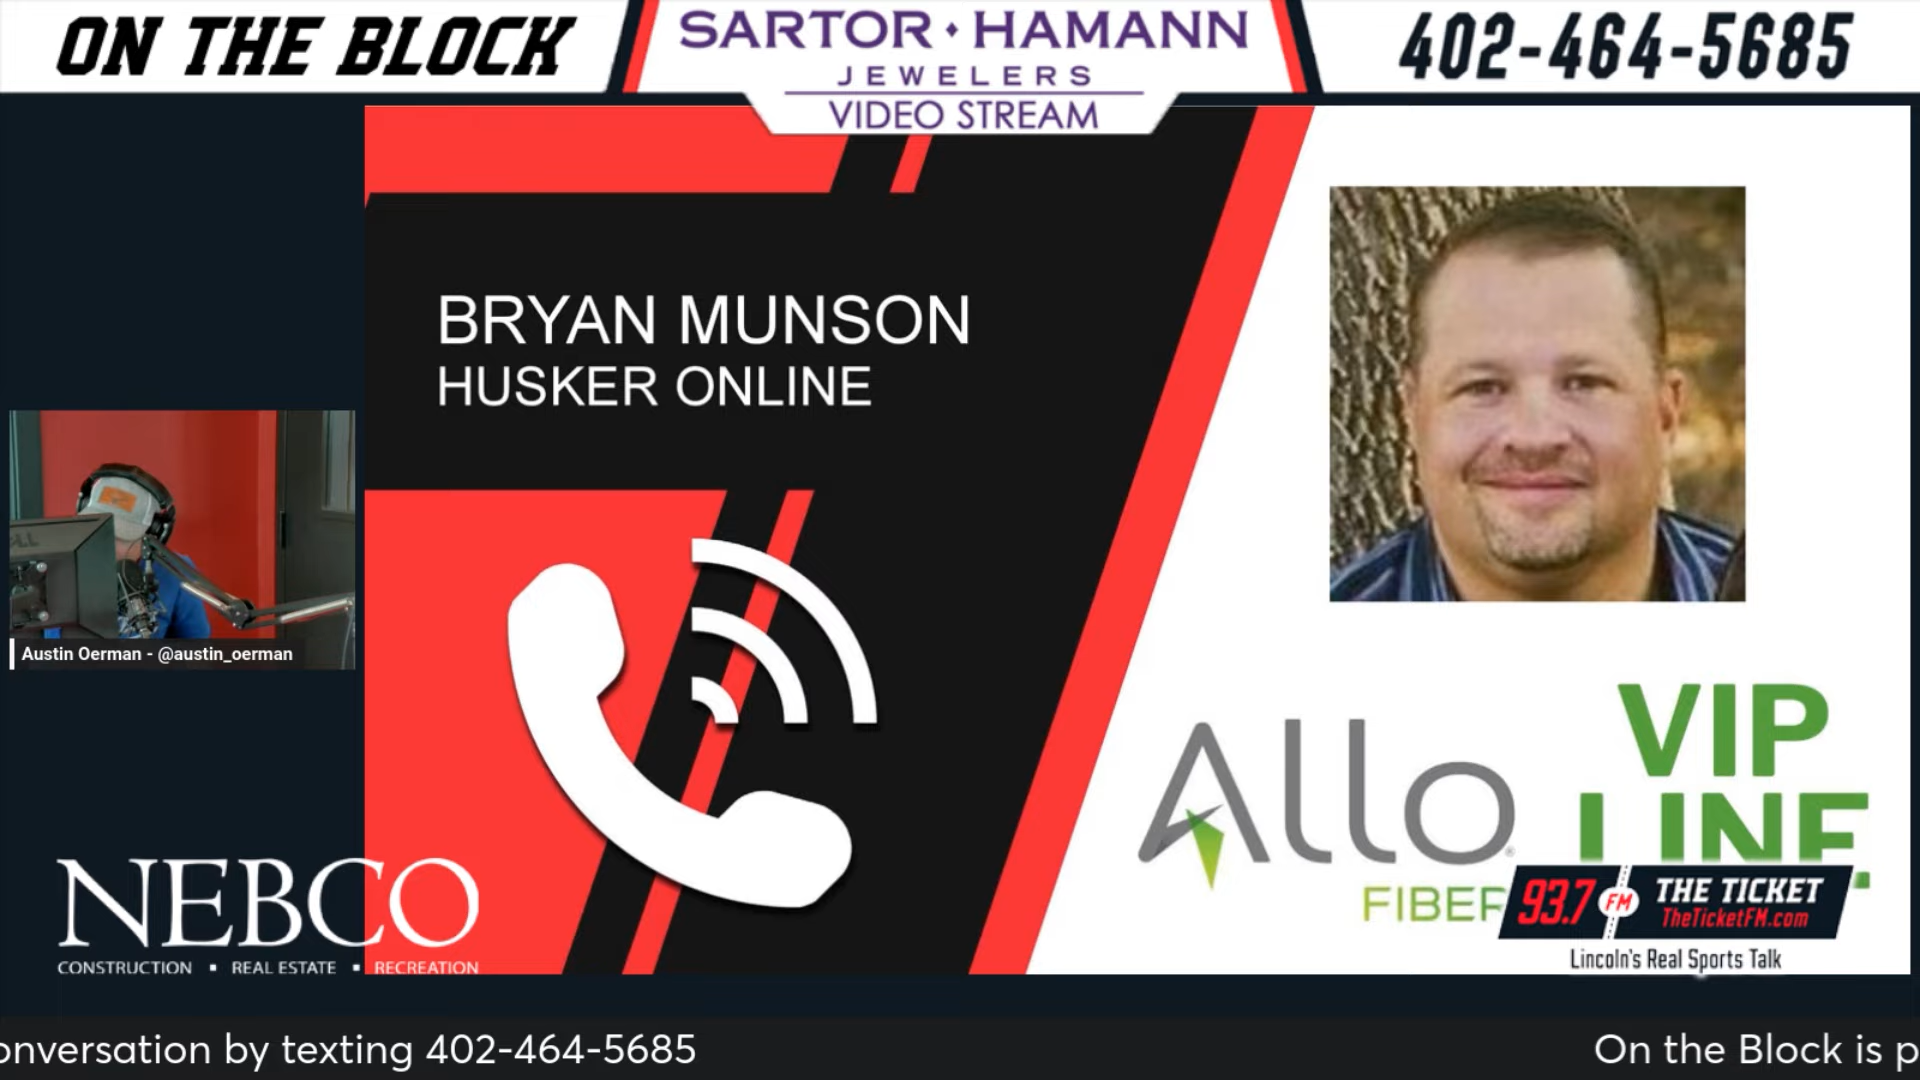 ON THE BLOCK
SARTOR • HAMANN
JEWELERS
VIDEO STREAM
402-464-5685
BRYAN MUNSON
HUSKER ONLINE
Austin Oerman - @austin_oerman
Allo
FIBER
VIP
LINE
NEBCO
CONSTRUCTION ▪ REAL ESTATE ▪ RECREATION
93.7 FM THE TICKET
TheTicketFM.com
Lincoln's Real Sports Talk
onversation by texting 402-464-5685
On the Block is p